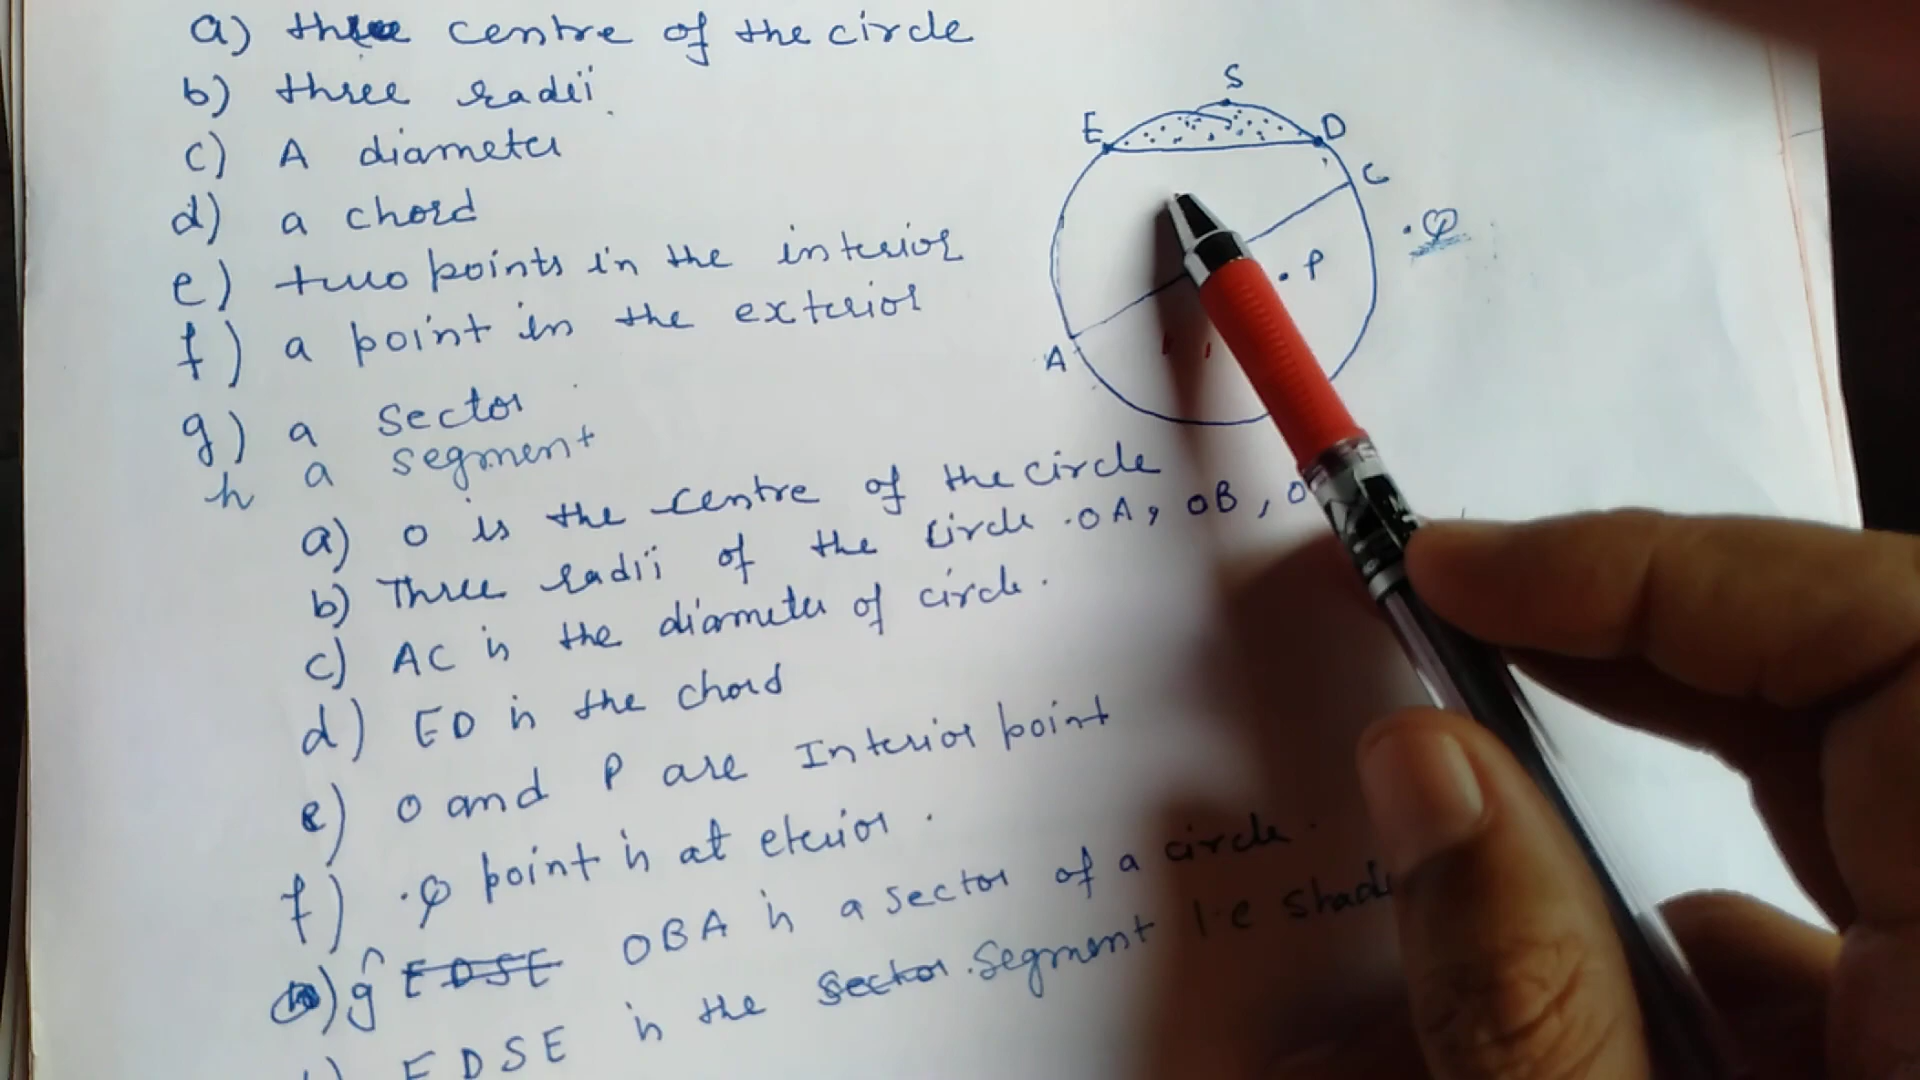 a) the centre of the circle
b) three radii
c) A diameter
d) a chord
e) two points in the interior
f) a point in the exterior
g) a sector
h a segment
S
E
D
C
Q
P
A
a) O is the centre of the circle
b) Three radii of the circle . OA, OB, O
c) AC is the diameter of circle.
d) ED is the chord
e) O and P are Interior point
f) .Q point is at eterior .
g EDSE OBA is a sector of a circle.
EDSE is the sector. Segment I.e shad